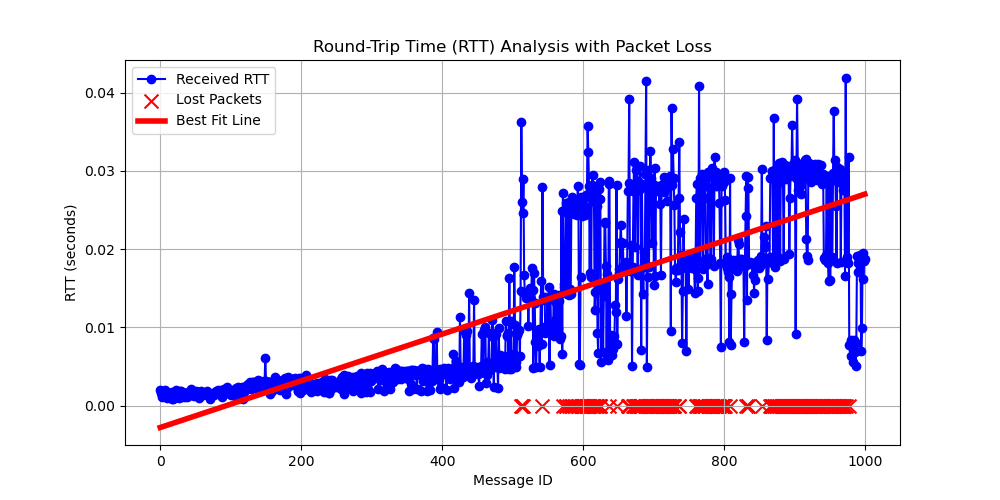 Round-Trip Time (RTT) Analysis with Packet Loss
Received RTT
Lost Packets
Best Fit Line
RTT (seconds)
0.04
0.03
0.02
0.01
0.00
0
200
400
600
800
1000
Message ID